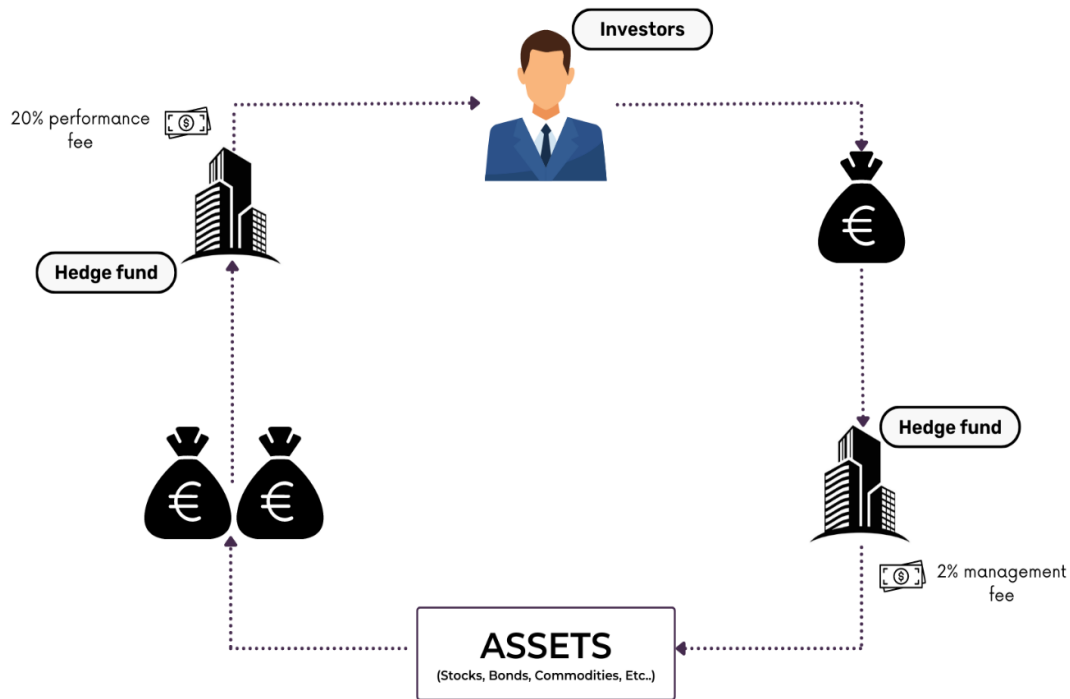 Investors
20% performance
fee
Hedge fund
€
Hedge fund
€ €
2% management
fee
ASSETS
(Stocks, Bonds, Commodities, Etc..)